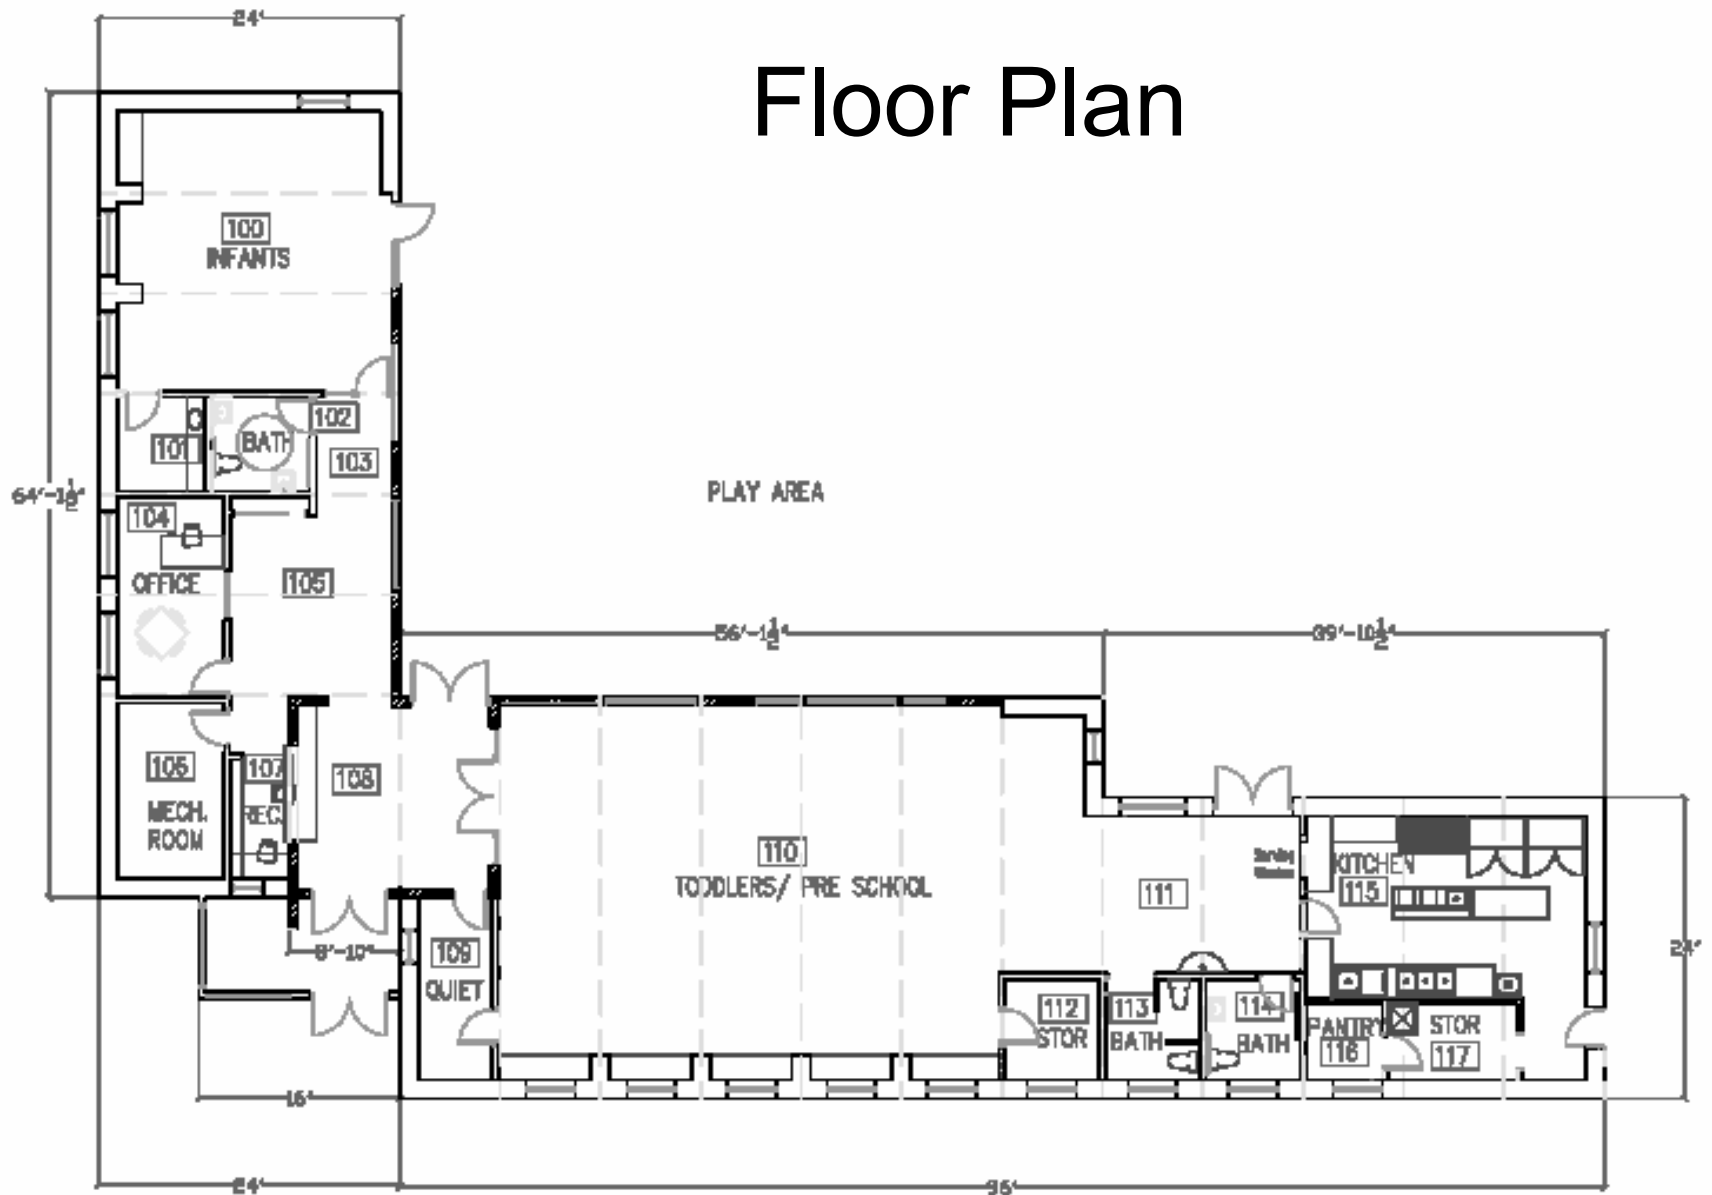 24'
Floor Plan
100
INFANTS
102
101
BATH
103
64'-1½"
104
PLAY AREA
OFFICE
105
56'-1½"
39'-10½"
106
107
108
MECH.
ROOM
REC.
110
TODDLERS/ PRE SCHOOL
KITCHEN
115
111
24'
8'-10"
109
QUIET
112
STOR
113
BATH
114
BATH
PANTRY
116
STOR
117
16'
24'
96'